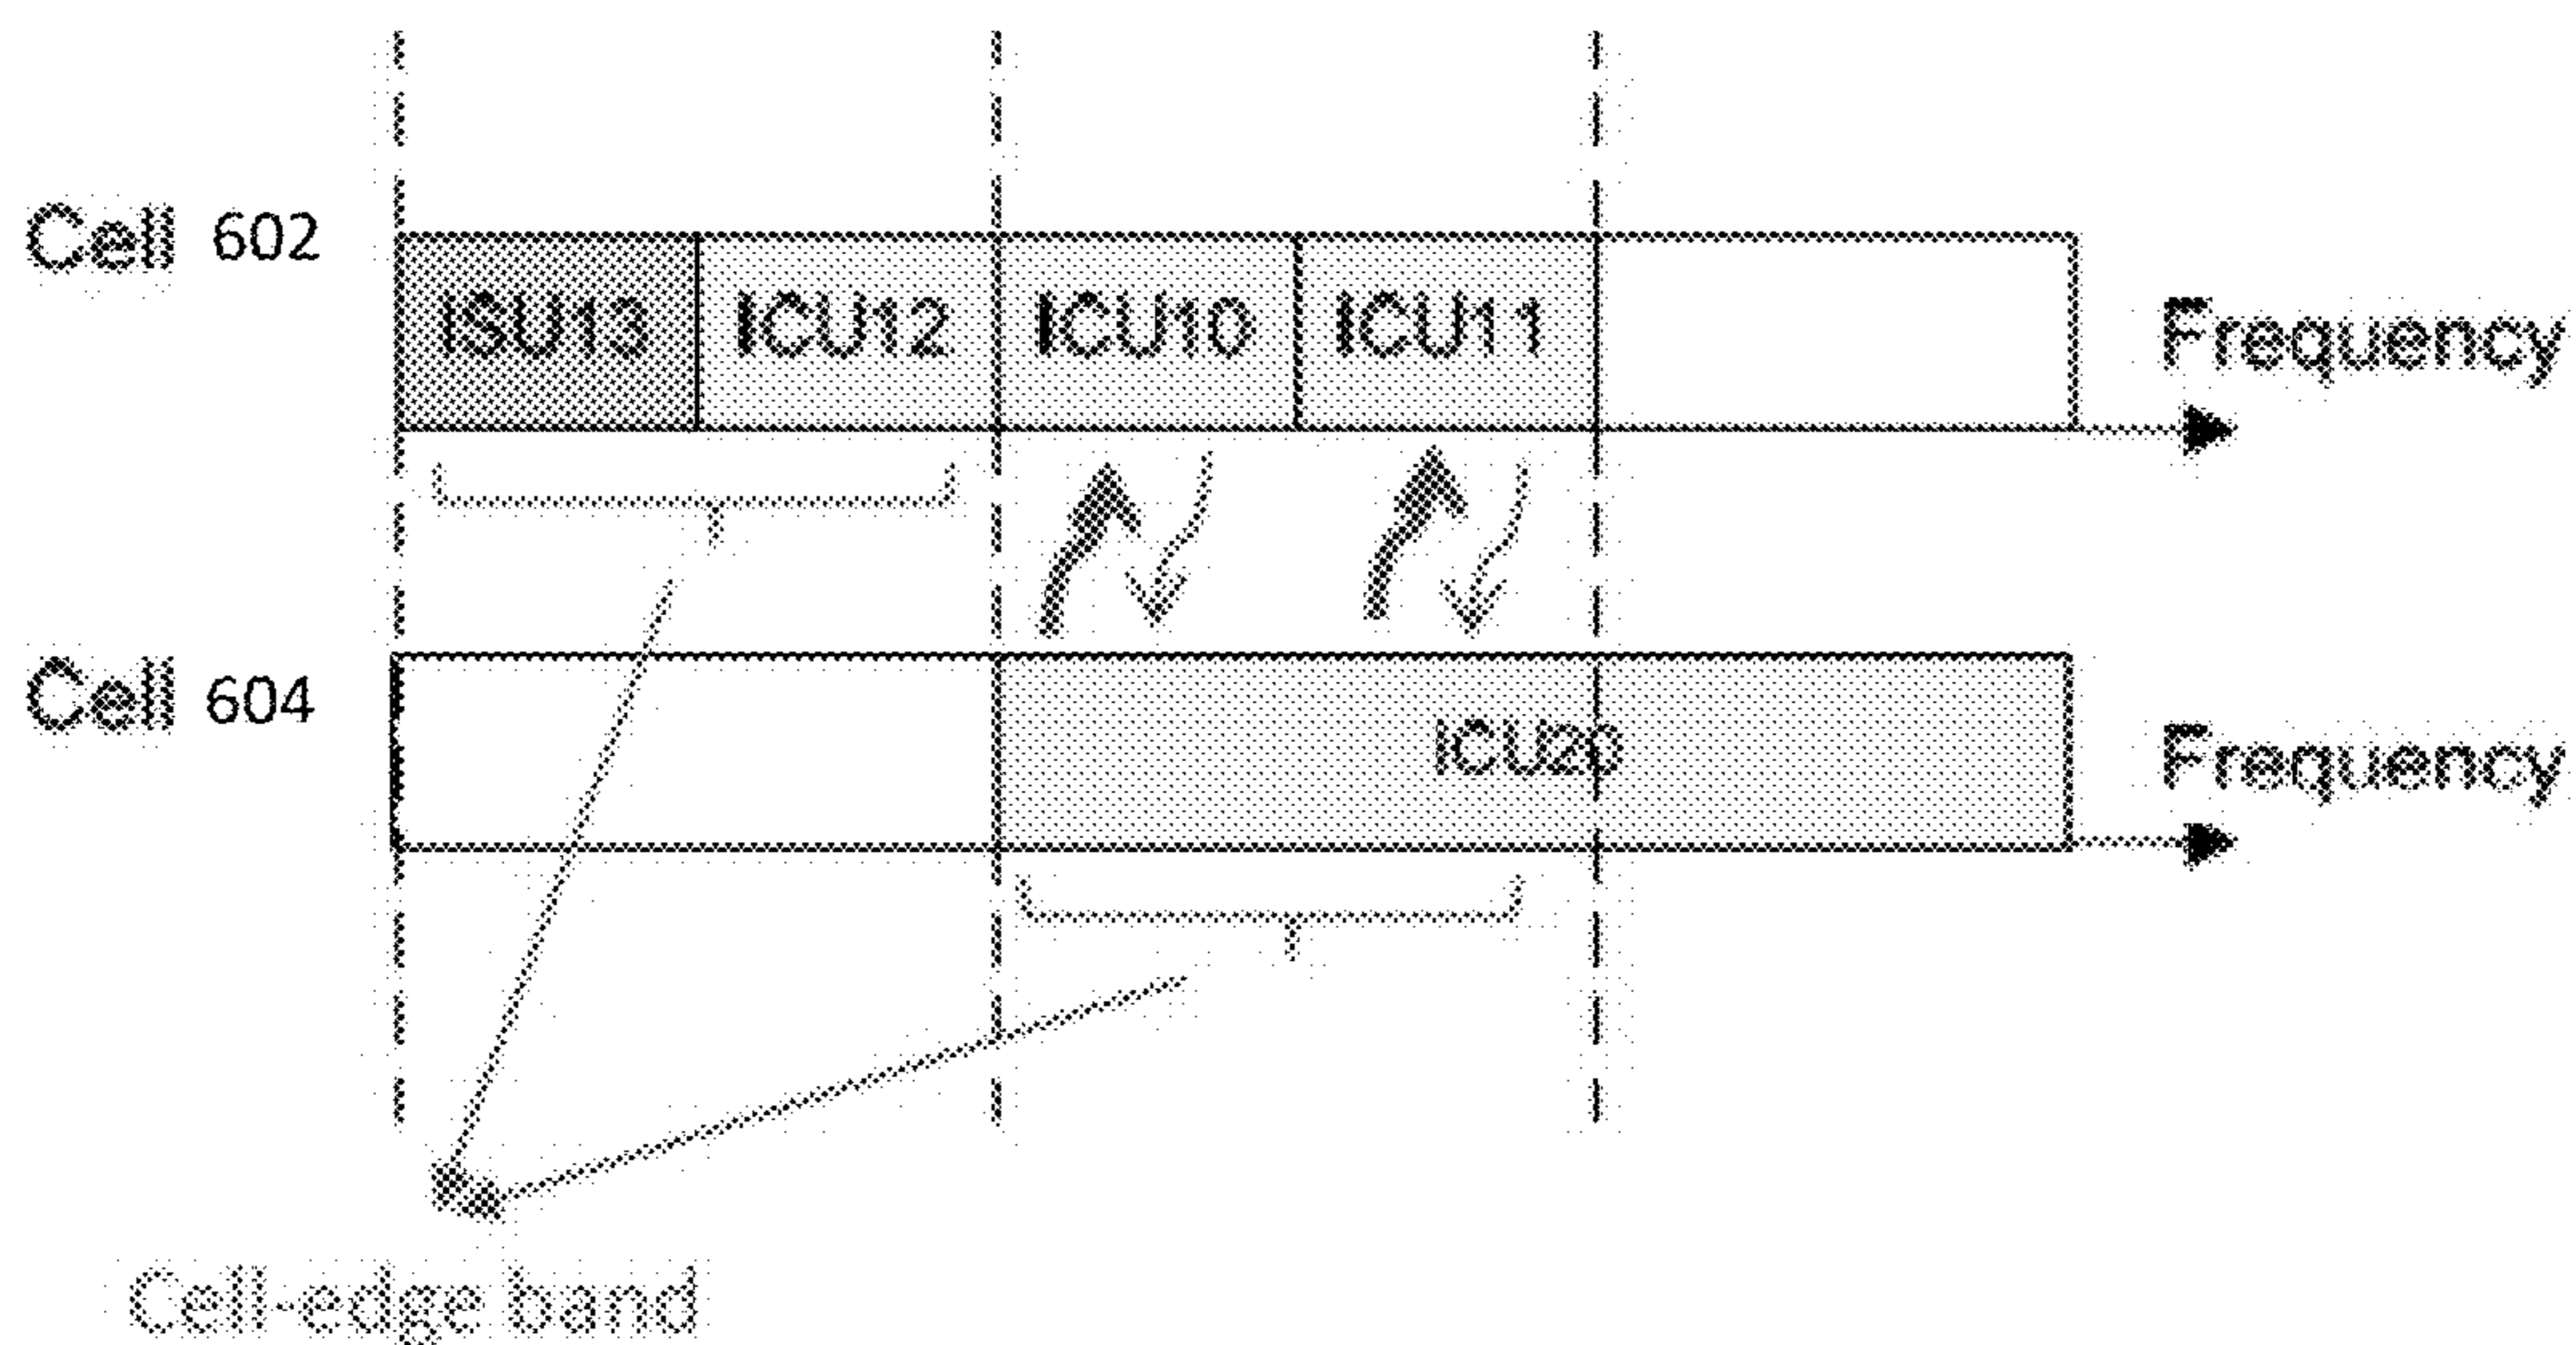 Cell 602
ISU13 ICU12 ICU10 ICU11
Frequency
Cell 604
ICU20
Frequency
Cell-edge band